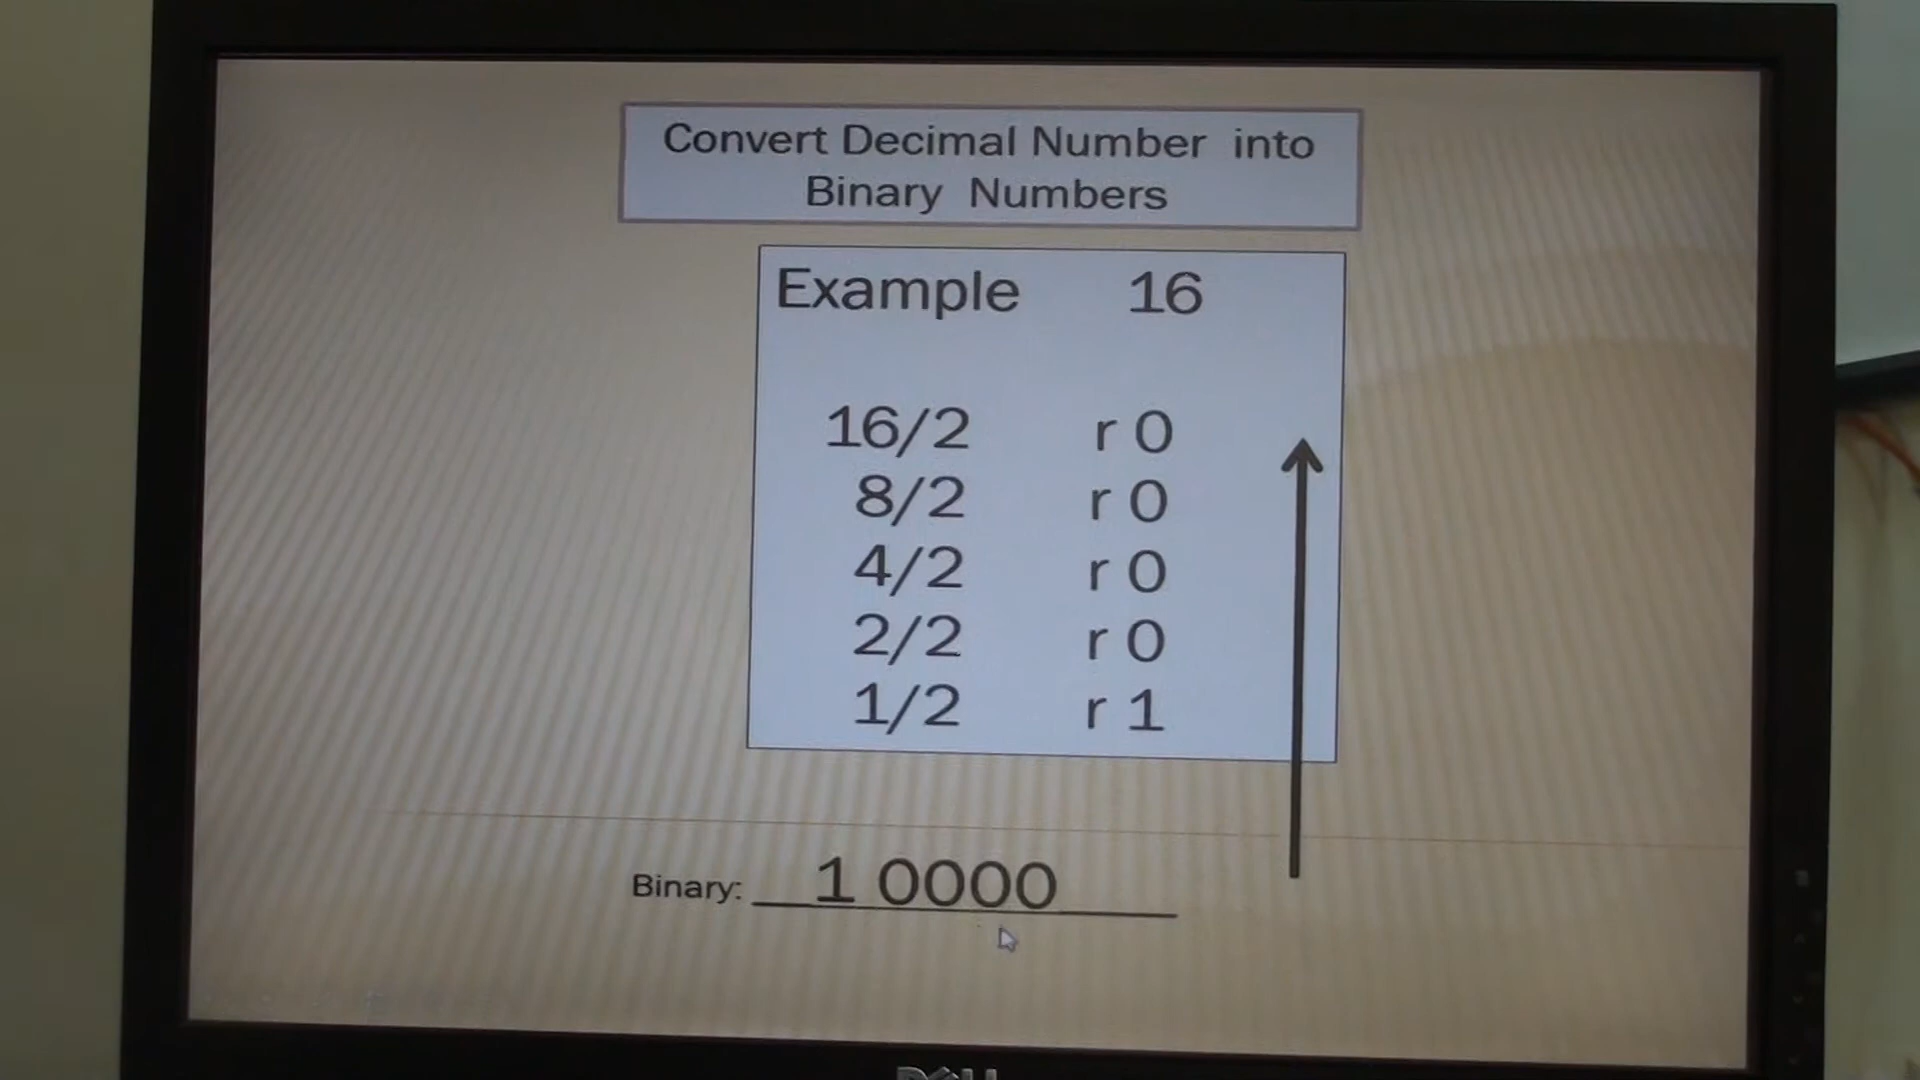 Convert Decimal Number into
Binary Numbers
Example 16
16/2 r 0
8/2 r 0
4/2 r 0
2/2 r 0
1/2 r 1
Binary: 1 0000
DELL